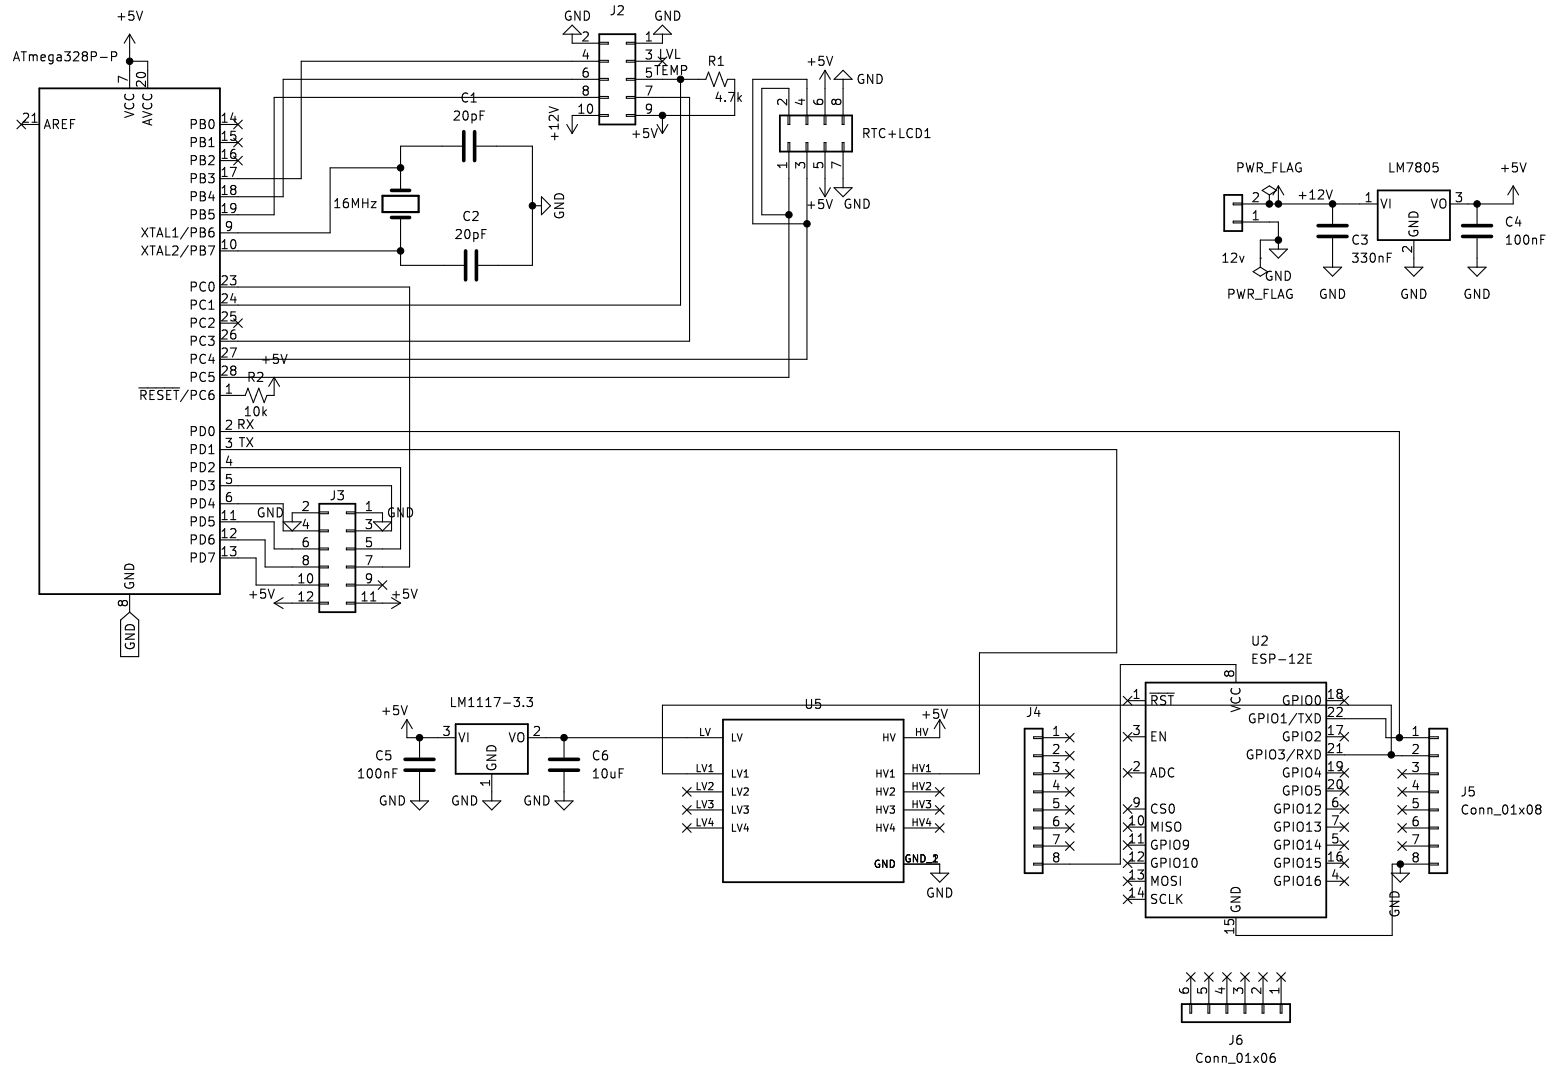 +5V
ATmega328P-P
7
20
VCC
AVCC
21 AREF
PB0 14
PB1 15
PB2 16
PB3 17
PB4 18
PB5 19
XTAL1/PB6 9
XTAL2/PB7 10
PC0 23
PC1 24
PC2 25
PC3 26
PC4 27
PC5 28
RESET/PC6 1
PD0 2 RX
PD1 3 TX
PD2 4
PD3 5
PD4 6
PD5 11
PD6 12
PD7 13
GND
8
GND
R2
10k
+5V
C1
20pF
16MHz
C2
20pF
GND
J2
GND
GND
2 1
4 3 LVL
6 5 TEMP
8 7
10 9
+12V
+5V
R1
4.7k
+5V
GND
2 4 6 8
RTC+LCD1
1 3 5 7
+5V
GND
PWR_FLAG
+12V
2
1
12v
GND
PWR_FLAG
C3
330nF
GND
LM7805
1 VI
VO 3
GND
2
GND
+5V
C4
100nF
GND
J3
GND
GND
2 1
4 3
6 5
8 7
10 9
12 11
+5V
+5V
LM1117-3.3
+5V
3 VI
VO 2
GND
1
C5
100nF
GND
GND
C6
10uF
GND
U5
+5V
LV LV
LV1 LV1
LV2 LV2
LV3 LV3
LV4 LV4
HV HV
HV1 HV1
HV2 HV2
HV3 HV3
HV4 HV4
GND
GND
J4
1
2
3
4
5
6
7
8
U2
ESP-12E
8
VCC
1 RST
3 EN
2 ADC
9 CS0
10 MISO
11 GPIO9
12 GPIO10
13 MOSI
14 SCLK
GPIO0 18
GPIO1/TXD 22
GPIO2 17
GPIO3/RXD 21
GPIO4 19
GPIO5 20
GPIO12 6
GPIO13 7
GPIO14 5
GPIO15 16
GPIO16 4
GND
15
GND
1
2
3
4
5
6
7
8
J5
Conn_01x08
6 5 4 3 2 1
J6
Conn_01x06